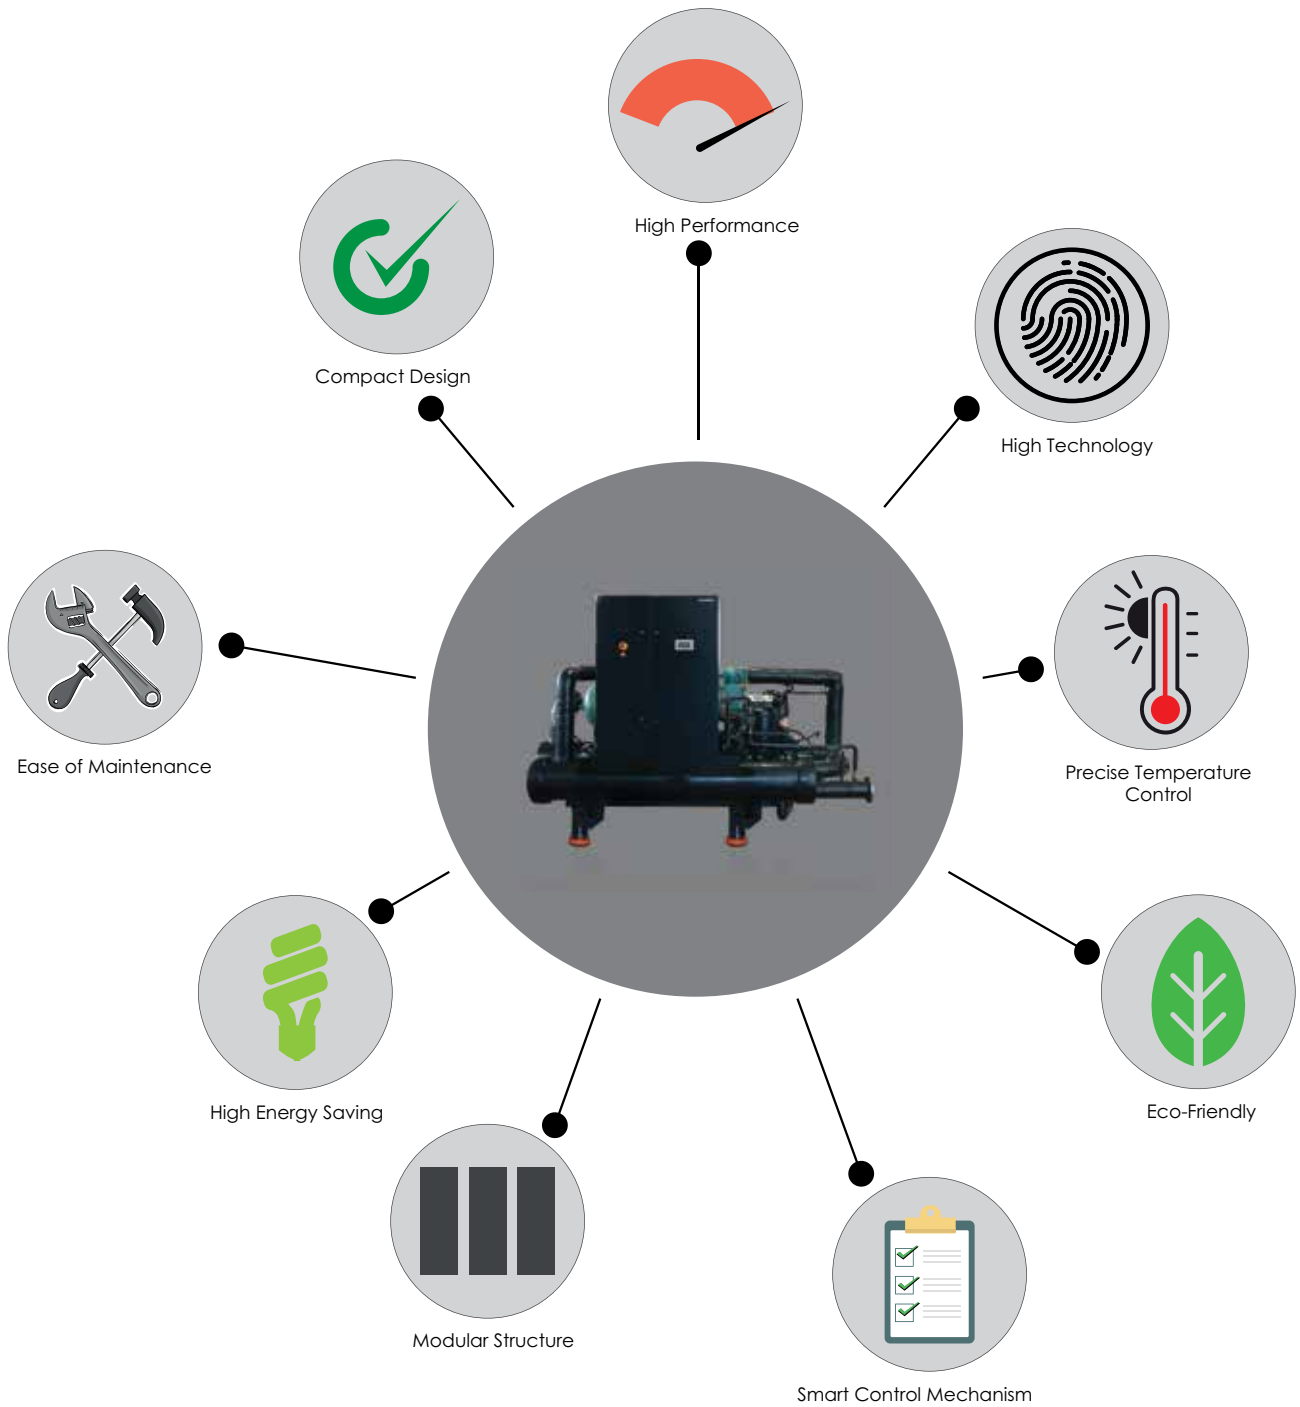 High Performance
Compact Design
High Technology
Ease of Maintenance
Precise Temperature
Control
High Energy Saving
Eco-Friendly
Modular Structure
Smart Control Mechanism